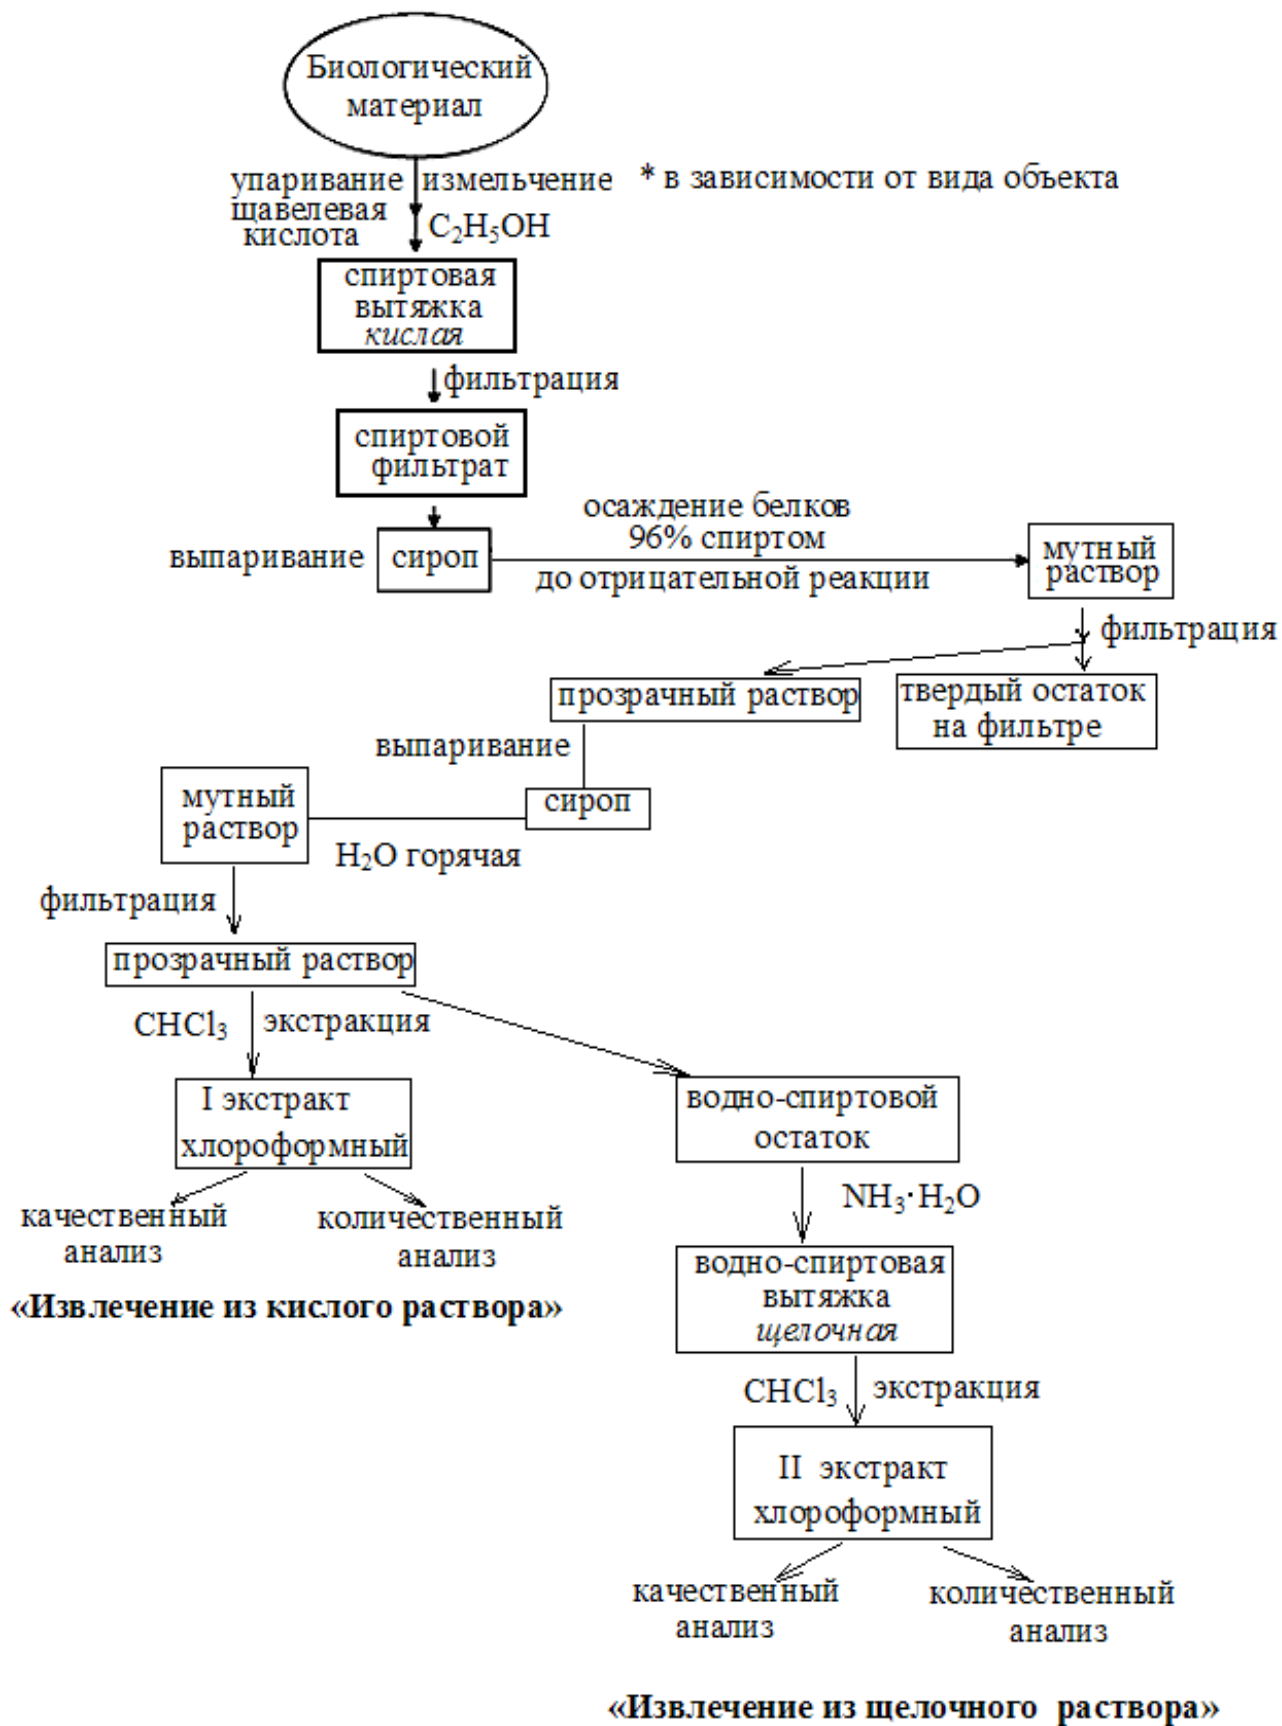 Биологический
материал
упаривание
измельчение
* в зависимости от вида объекта
щавелевая
кислота
C₂H₅OH
спиртовая
вытяжка
кислая
фильтрация
спиртовой
фильтрат
выпаривание
сироп
осаждение белков
96% спиртом
до отрицательной реакции
мутный
раствор
фильтрация
прозрачный раствор
твердый остаток
на фильтре
выпаривание
сироп
мутный
раствор
H₂O горячая
фильтрация
прозрачный раствор
CHCl₃
экстракция
I экстракт
хлороформный
водно-спиртовой
остаток
качественный
анализ
количественный
анализ
NH₃·H₂O
«Извлечение из кислого раствора»
водно-спиртовая
вытяжка
щелочная
CHCl₃
экстракция
II экстракт
хлороформный
качественный
анализ
количественный
анализ
«Извлечение из щелочного раствора»